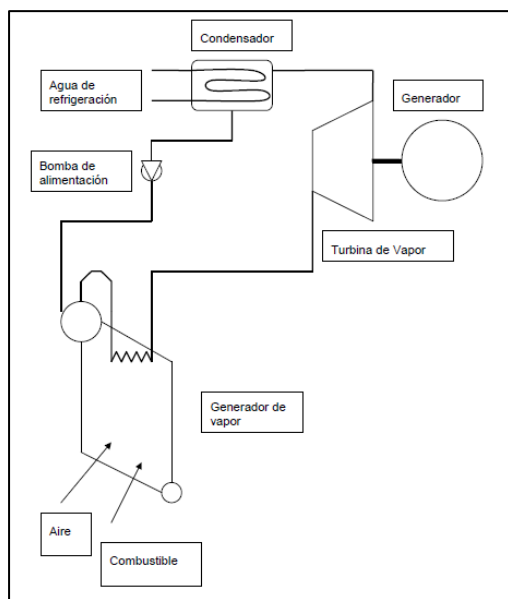 Condensador
Agua de
refrigeración
Generador
Bomba de
alimentación
Turbina de Vapor
Generador de
vapor
Aire
Combustible